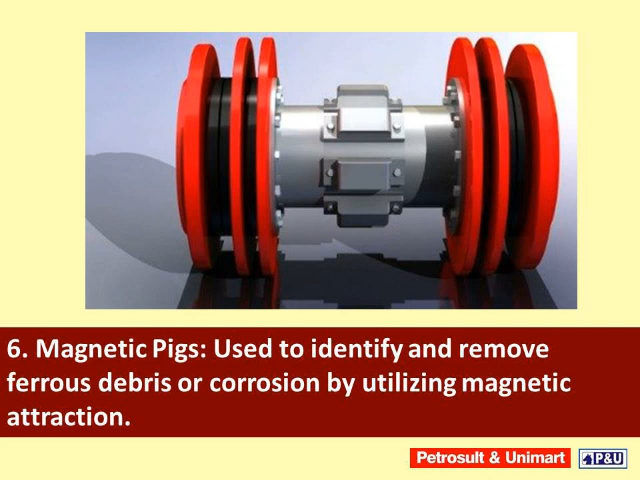 6. Magnetic Pigs: Used to identify and remove
ferrous debris or corrosion by utilizing magnetic
attraction.
Petrosult & Unimart P&U